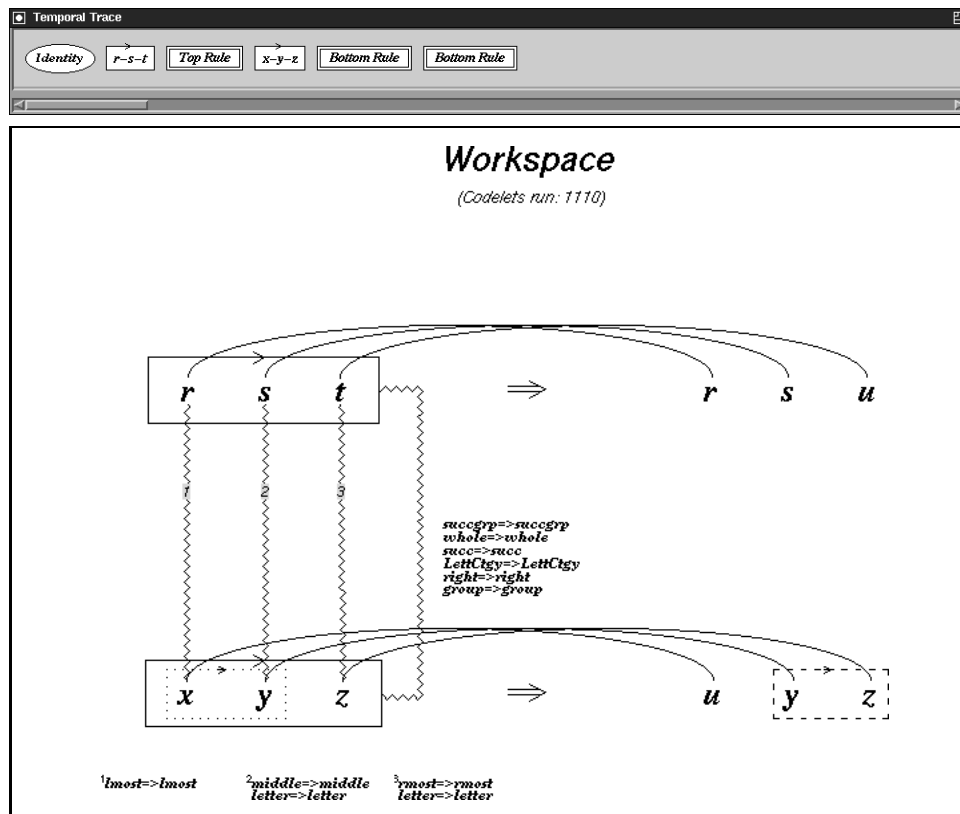 Temporal Trace
Identity r-s-t Top Rule x-y-z Bottom Rule Bottom Rule
Workspace
(Codelets run: 1110)
r s t ⇒ r s u
1 2 3
succgrp=>succgrp
whole=>whole
succ=>succ
LettCtgy=>LettCtgy
right=>right
group=>group
x y z ⇒ u y z
1lmost=>lmost 2middle=>middle 3rmost=>rmost
letter=>letter letter=>letter